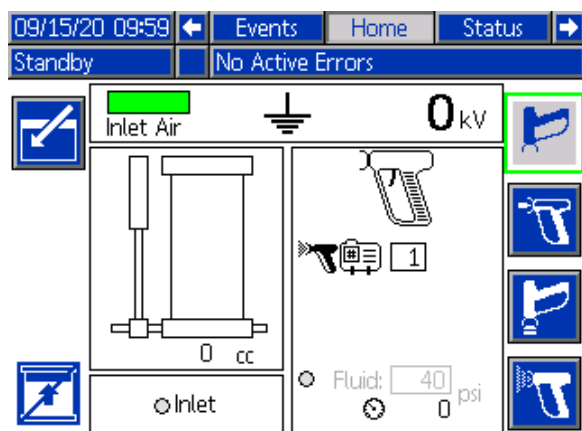 09/15/20 09:59 Events Home Status
Standby No Active Errors
Inlet Air 0 kV
# 1
0 cc
Inlet
Fluid: 40 psi
0